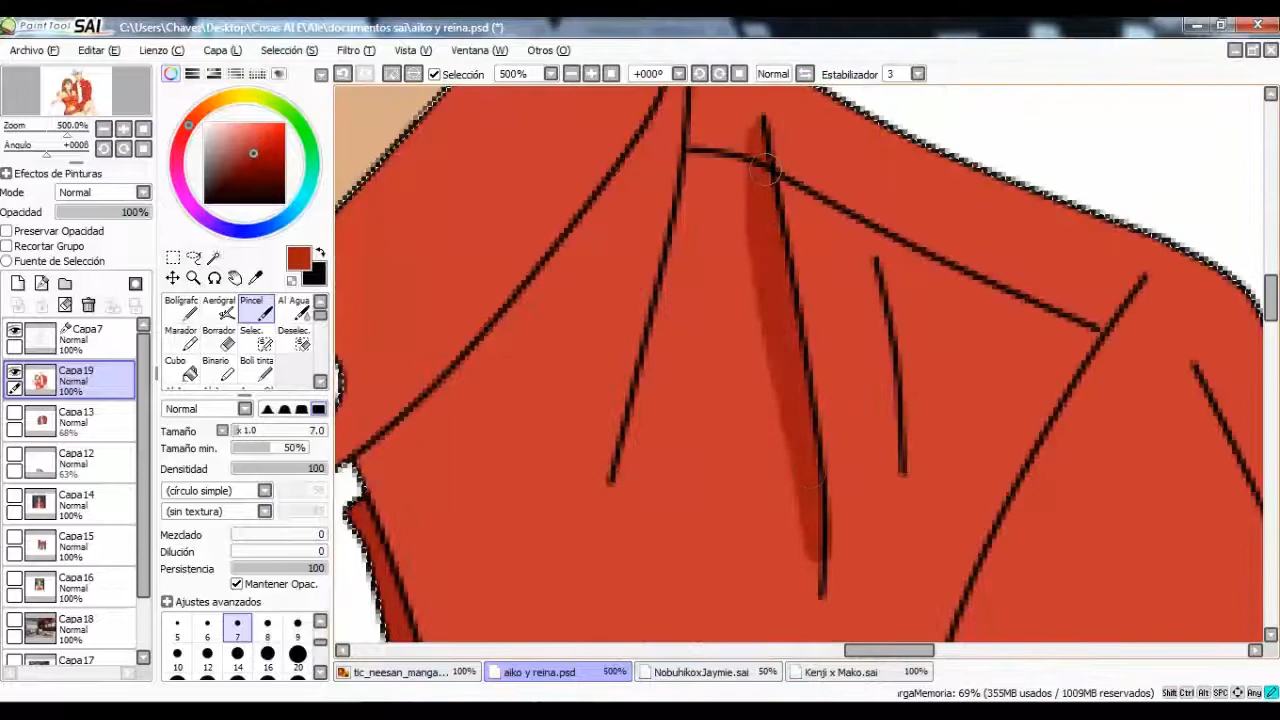 PaintTool SAI C:\Users\Chavez\Desktop\Cosas ALE\Ale\documentos sai\aiko y reina.psd (*)
Archivo (F) Editar (E) Lienzo (C) Capa (L) Selección (S) Filtro (T) Vista (V) Ventana (W) Otros (O)
Selección 500% +000º Normal Estabilizador 3
Zoom 500.0%
Ángulo +000º
Efectos de Pinturas
Mode Normal
Opacidad 100%
Preservar Opacidad
Recortar Grupo
Fuente de Selección
Capa7
Normal
100%
Capa19
Normal
100%
Capa13
Normal
68%
Capa12
Normal
63%
Capa14
Normal
100%
Capa15
Normal
100%
Capa16
Normal
100%
Capa18
Normal
100%
Capa17
Bolígrafc Aerógraf Pincel Al Agua
Marador Borrador Selec. Deselec.
Cubo Binario Boli tinta
Normal
Tamaño x 1.0 7.0
Tamaño min. 50%
Densitidad 100
(círculo simple)
(sin textura)
Mezclado 0
Dilución 0
Persistencia 100
Mantener Opac.
Ajustes avanzados
5 6 7 8 9
10 12 14 16 20
tic_neesan_manga... 100% aiko y reina.psd 500% NobuhikoxJaymie.sai 50% Kenji x Mako.sai 100%
rgaMemoria: 69% (355MB usados / 1009MB reservados) Shift Ctrl Alt SPC Any